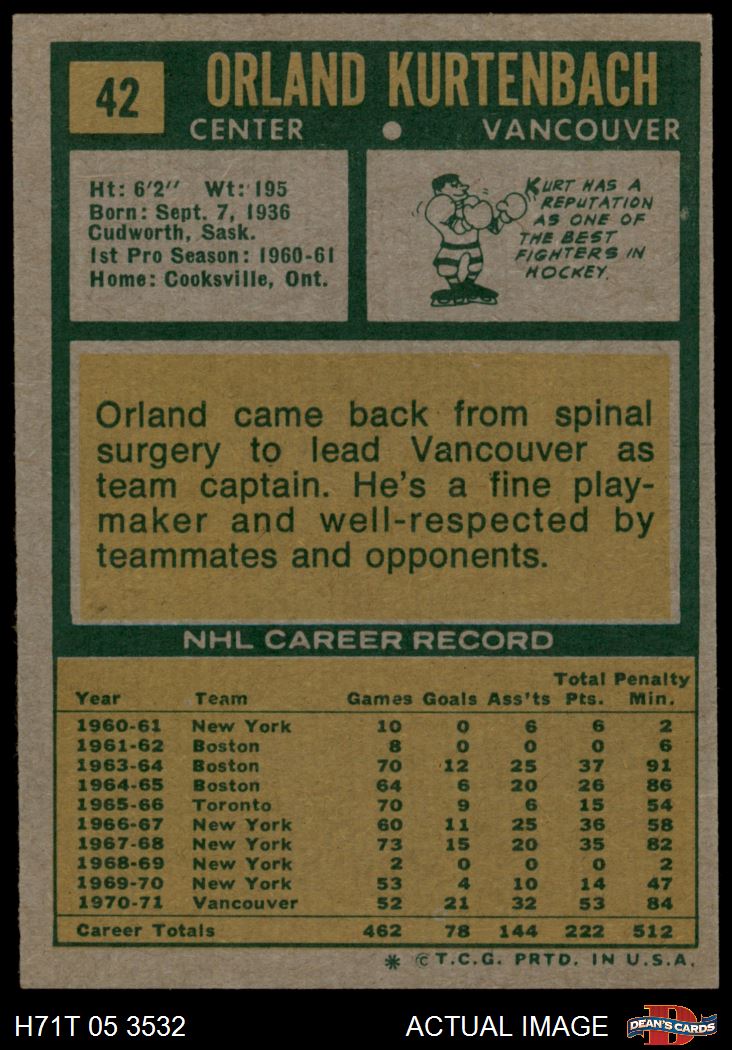 42
ORLAND KURTENBACH
CENTER • VANCOUVER
Ht: 6'2'' Wt: 195
Born: Sept. 7, 1936
Cudworth, Sask.
1st Pro Season: 1960-61
Home: Cooksville, Ont.
KURT HAS A
REPUTATION
AS ONE OF
THE BEST
FIGHTERS IN
HOCKEY.
Orland came back from spinal
surgery to lead Vancouver as
team captain. He's a fine play-
maker and well-respected by
teammates and opponents.
NHL CAREER RECORD
Total Penalty
Year Team Games Goals Ass'ts Pts. Min.
1960-61 New York 10 0 6 6 2
1961-62 Boston 8 0 0 0 6
1963-64 Boston 70 12 25 37 91
1964-65 Boston 64 6 20 26 86
1965-66 Toronto 70 9 6 15 54
1966-67 New York 60 11 25 36 58
1967-68 New York 73 15 20 35 82
1968-69 New York 2 0 0 0 2
1969-70 New York 53 4 10 14 47
1970-71 Vancouver 52 21 32 53 84
Career Totals 462 78 144 222 512
* © T.C.G. PRTD. IN U.S.A.
H71T 05 3532 ACTUAL IMAGE
D
DEAN'S CARDS